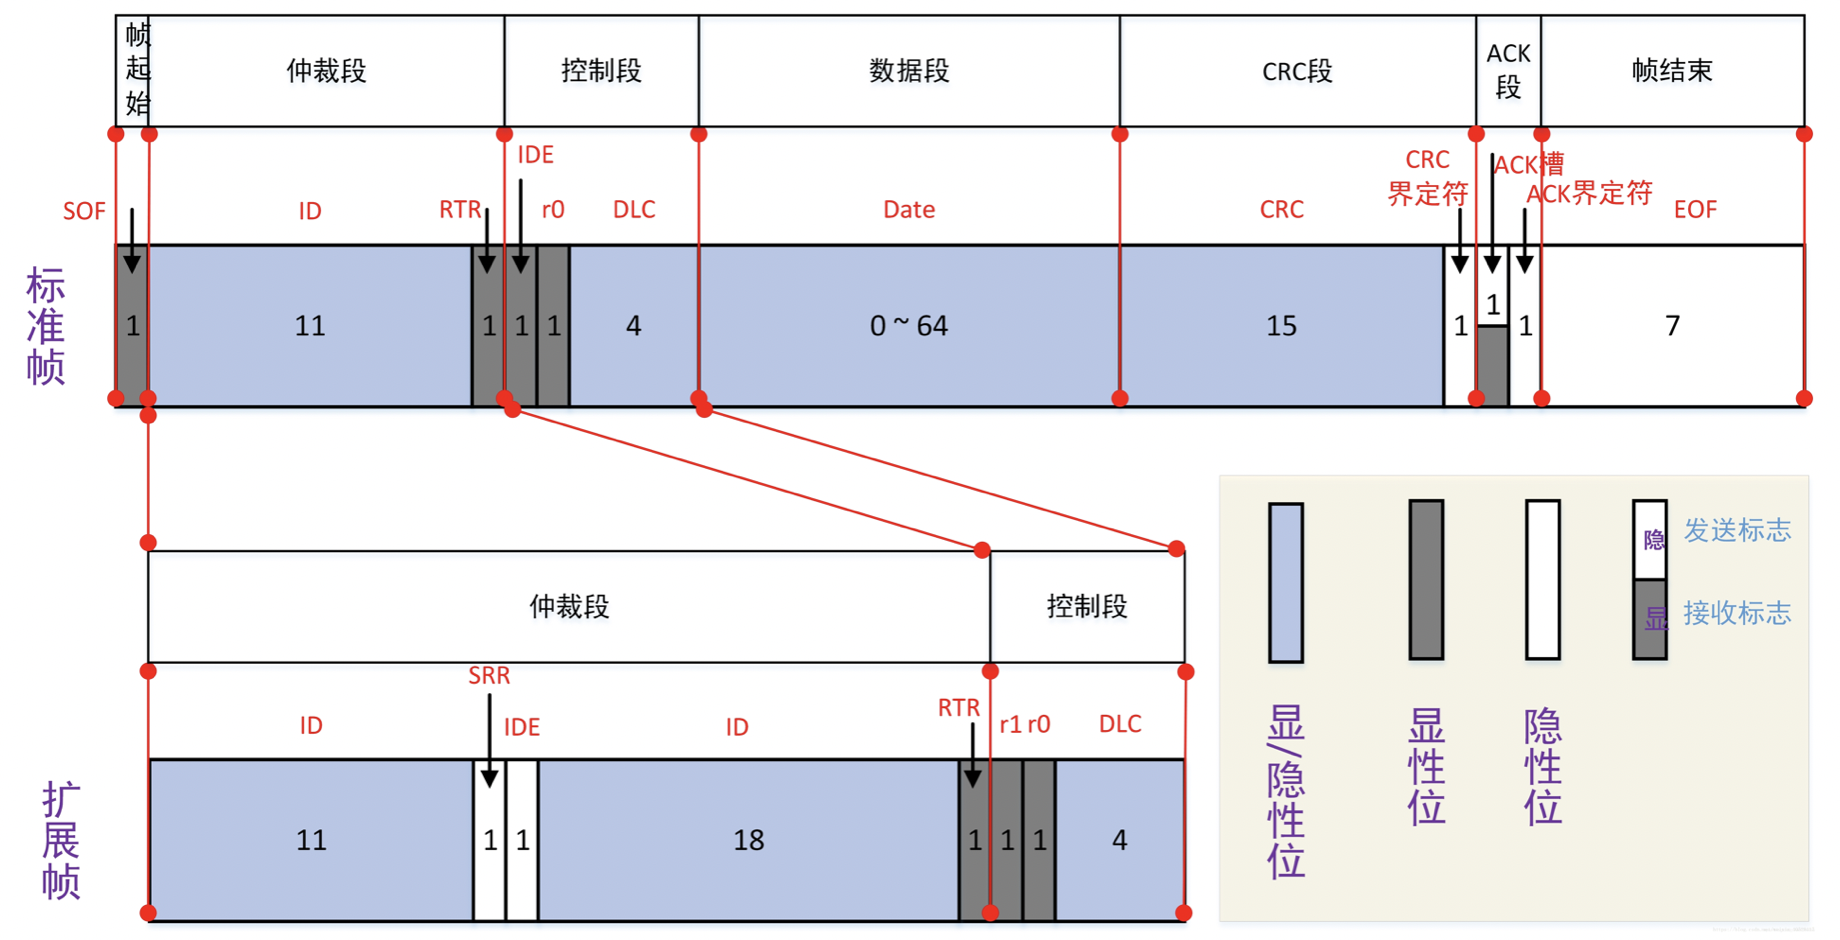 帧起始 仲裁段 控制段 数据段 CRC段 ACK段 帧结束
SOF ID RTR IDE r0 DLC Date CRC CRC界定符 ACK槽 ACK界定符 EOF
标准帧
1 11 1 1 1 4 0 ~ 64 15 1 1 1 7
仲裁段 控制段
ID SRR IDE ID RTR r1 r0 DLC
扩展帧
11 1 1 18 1 1 1 4
隐 发送标志
显 接收标志
显/隐性位
显性位
隐性位